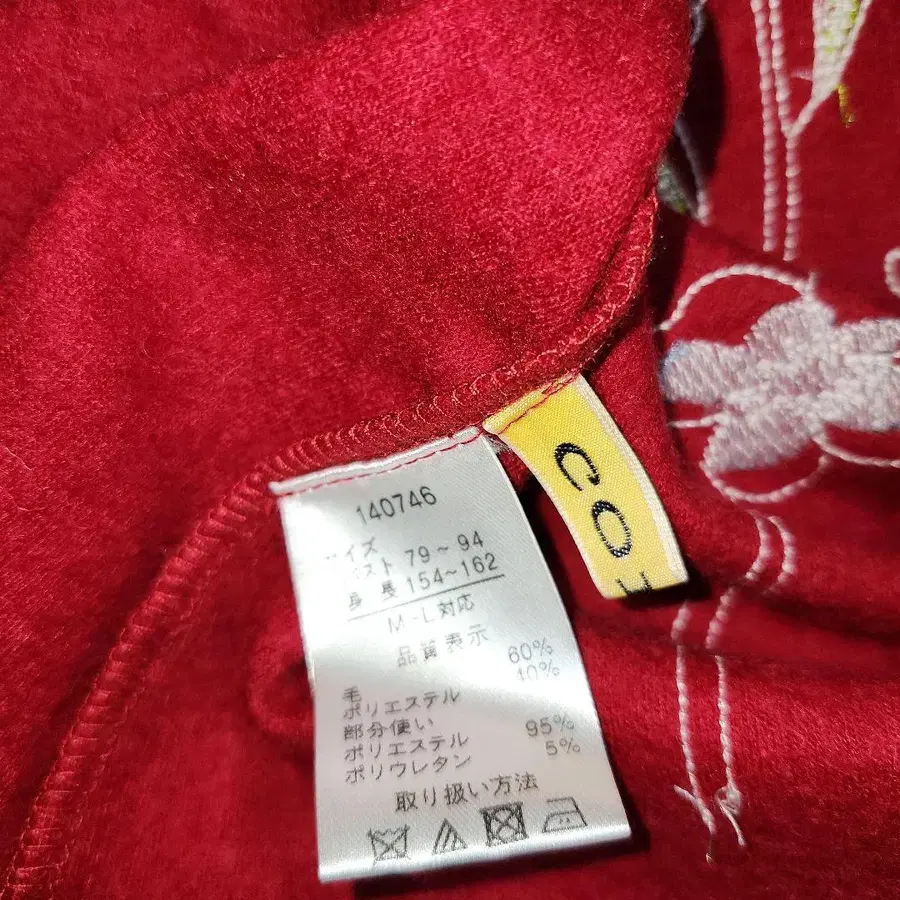 140746
サイズ
バスト 79～94
身長 154～162
M-L対応
品質表示
毛 60%
ポリエステル 40%
部分使い
ポリエステル 95%
ポリウレタン 5%
取り扱い方法
CO